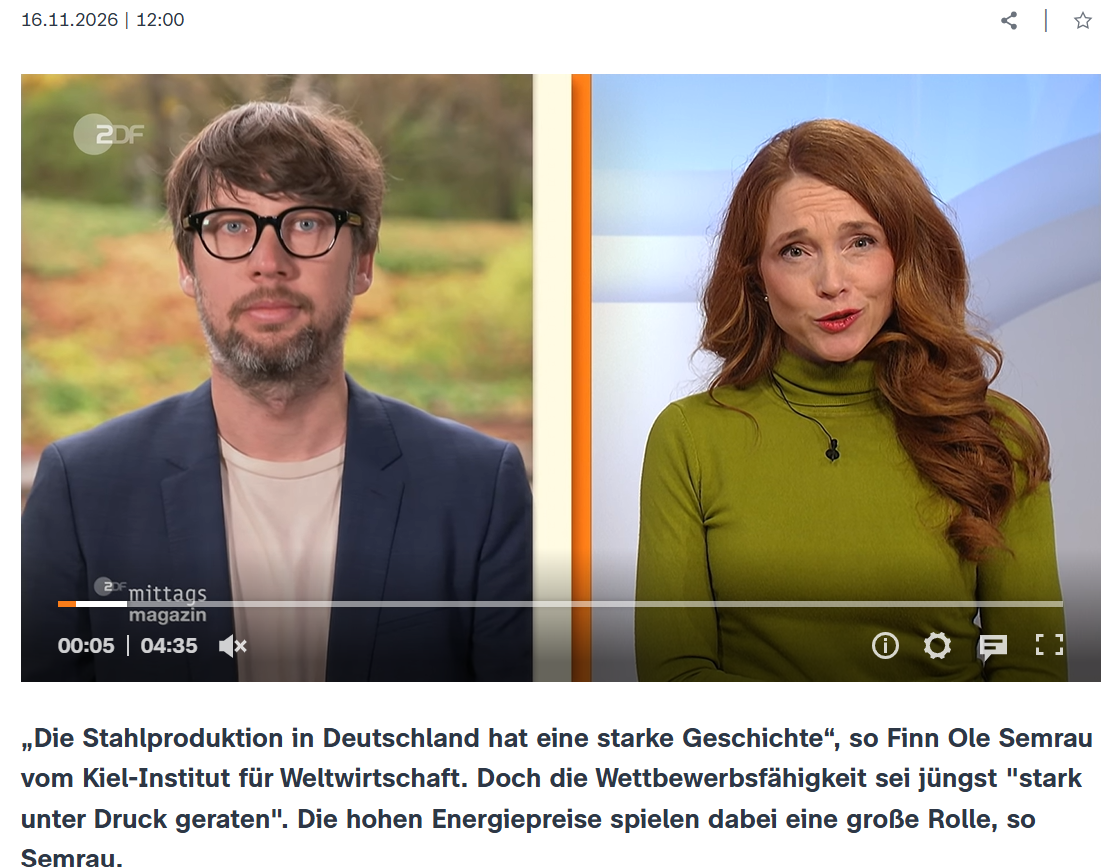 16.11.2026 | 12:00
ZDF
ZDF mittags
magazin
00:05 | 04:35
„Die Stahlproduktion in Deutschland hat eine starke Geschichte“, so Finn Ole Semrau
vom Kiel-Institut für Weltwirtschaft. Doch die Wettbewerbsfähigkeit sei jüngst "stark
unter Druck geraten". Die hohen Energiepreise spielen dabei eine große Rolle, so
Semrau.